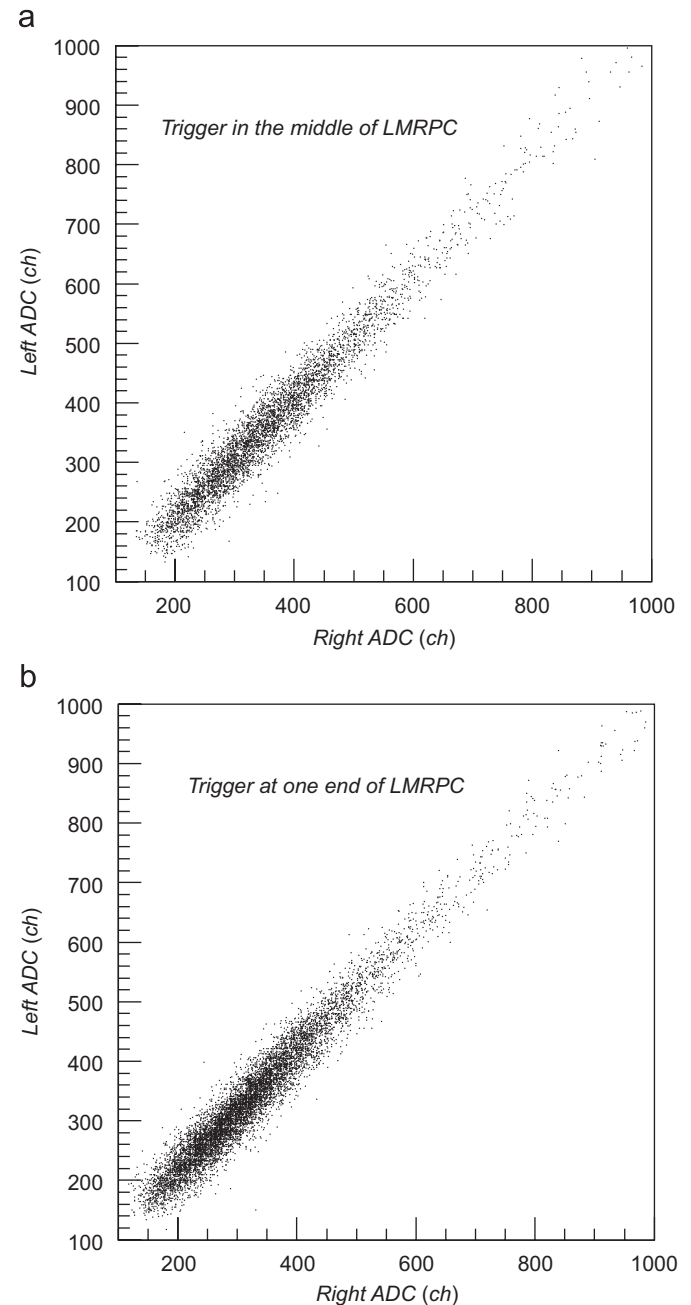 a
1000
900
800
700
600
500
400
300
200
100
Left ADC (ch)
Trigger in the middle of LMRPC
200 400 600 800 1000
Right ADC (ch)
b
1000
900
800
700
600
500
400
300
200
100
Left ADC (ch)
Trigger at one end of LMRPC
200 400 600 800 1000
Right ADC (ch)